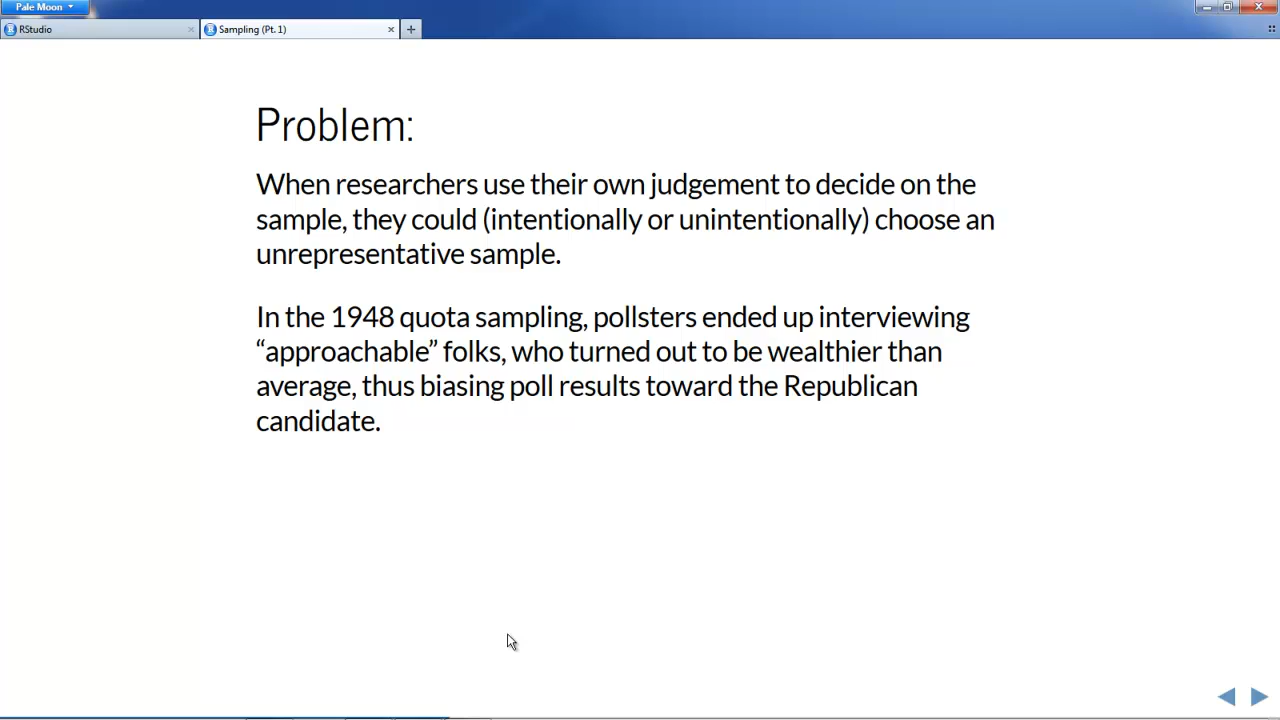 Pale Moon
RStudio
Sampling (Pt. 1)
Problem:
When researchers use their own judgement to decide on the
sample, they could (intentionally or unintentionally) choose an
unrepresentative sample.
In the 1948 quota sampling, pollsters ended up interviewing
“approachable” folks, who turned out to be wealthier than
average, thus biasing poll results toward the Republican
candidate.